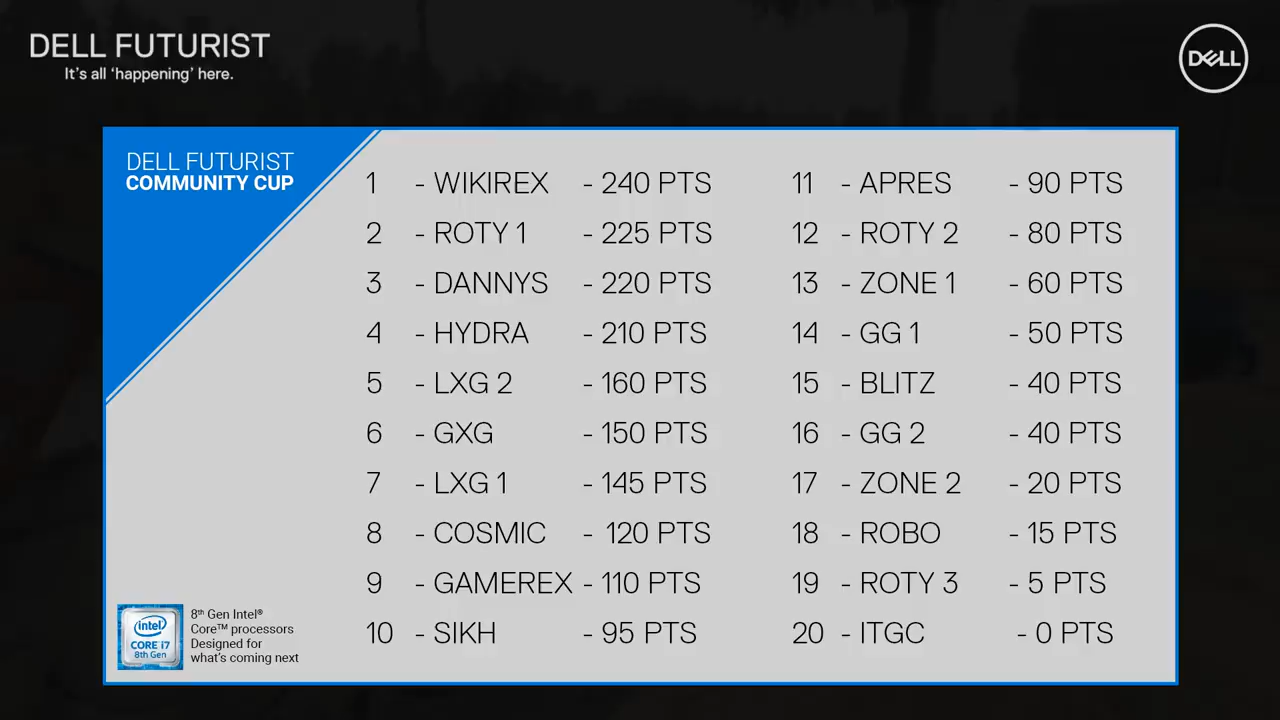 DELL FUTURIST
It's all 'happening' here.
DELL
DELL FUTURIST
COMMUNITY CUP
1 - WIKIREX - 240 PTS
2 - ROTY 1 - 225 PTS
3 - DANNYS - 220 PTS
4 - HYDRA - 210 PTS
5 - LXG 2 - 160 PTS
6 - GXG - 150 PTS
7 - LXG 1 - 145 PTS
8 - COSMIC - 120 PTS
9 - GAMEREX - 110 PTS
10 - SIKH - 95 PTS
11 - APRES - 90 PTS
12 - ROTY 2 - 80 PTS
13 - ZONE 1 - 60 PTS
14 - GG 1 - 50 PTS
15 - BLITZ - 40 PTS
16 - GG 2 - 40 PTS
17 - ZONE 2 - 20 PTS
18 - ROBO - 15 PTS
19 - ROTY 3 - 5 PTS
20 - ITGC - 0 PTS
intel
CORE i7
8th Gen
8th Gen Intel®
Core™ processors
Designed for
what's coming next